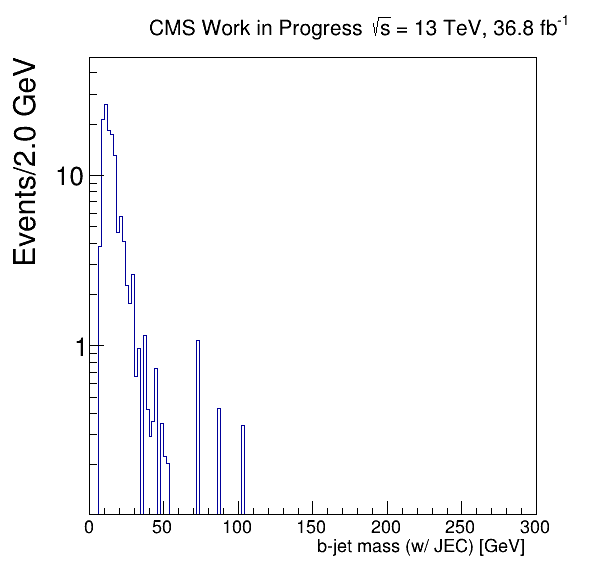 CMS Work in Progress √s = 13 TeV, 36.8 fb⁻¹
Events/2.0 GeV
10
1
0 50 100 150 200 250 300
b-jet mass (w/ JEC) [GeV]